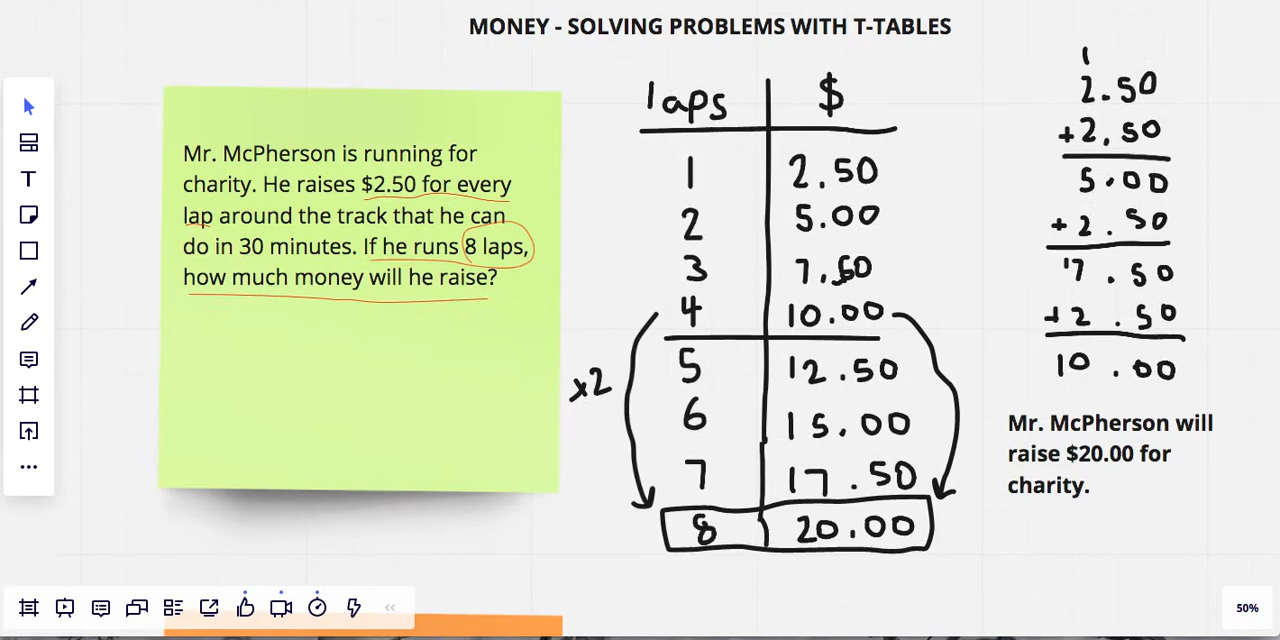 MONEY - SOLVING PROBLEMS WITH T-TABLES
Mr. McPherson is running for
charity. He raises $2.50 for every
lap around the track that he can
do in 30 minutes. If he runs 8 laps,
how much money will he raise?
laps $
1 2.50
2 5.00
3 7.50
4 10.00
5 12.50
6 15.00
7 17.50
8 20.00
x2
1
2.50
+2.50
5.00
+2.50
17.50
+2.50
10.00
Mr. McPherson will
raise $20.00 for
charity.
T
50%